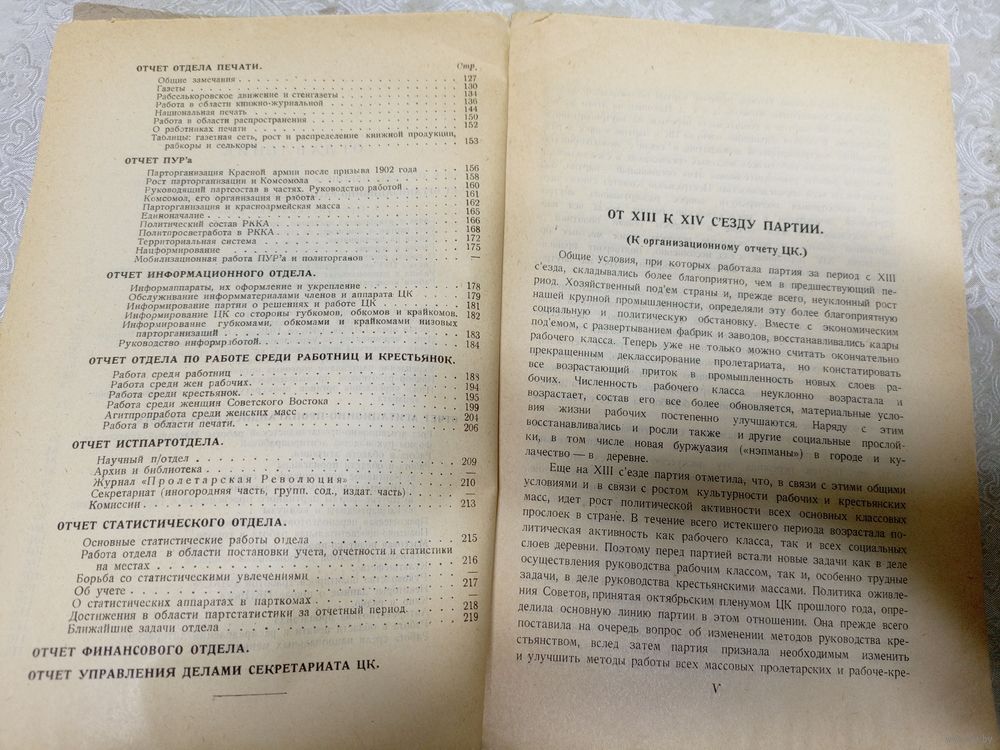 ОТЧЕТ ОТДЕЛА ПЕЧАТИ. Стр.
Общие замечания 127
Газеты 130
Рабселькоровское движение и стенгазеты 134
Работа в области книжно-журнальной 136
Национальная печать 144
Работа в области распространения 150
О работниках печати 152
Таблицы: газетная сеть, рост и распределение книжной продукции,
рабкоры и селькоры 153
ОТЧЕТ ПУР'а
Парторганизация Красной армии после призыва 1902 года 156
Рост парторганизации и Комсомола 158
Руководящий партсостав в частях. Руководство работой 160
Комсомол, его организация и работа 161
Парторганизация и красноармейская масса 162
Единоначалие 165
Политический состав РККА 166
Политпросветработа в РККА 168
Территориальная система 172
Нацформирование 175
Мобилизационная работа ПУР'а и политорганов —
ОТЧЕТ ИНФОРМАЦИОННОГО ОТДЕЛА.
Информаппараты, их оформление и укрепление 178
Обслуживание информматериалами членов и аппарата ЦК 179
Информирование партии о решениях и работе ЦК 181
Информирование ЦК со стороны губкомов, обкомов и крайкомов. 182
Информирование губкомами, обкомами и крайкомами низовых
парторганизаций 183
Руководство информработой. 184
ОТЧЕТ ОТДЕЛА ПО РАБОТЕ СРЕДИ РАБОТНИЦ И КРЕСТЬЯНОК.
Работа среди работниц 188
Работа среди жен рабочих. 194
Работа среди крестьянок. 195
Работа среди женщин Советского Востока 199
Агитпропработа среди женских масс 201
Работа в области печати. 206
ОТЧЕТ ИСТПАРТОТДЕЛА.
Научный п/отдел 209
Архив и библиотека —
Журнал «Пролетарская Революция» 210
Секретариат (иногородняя часть, групп. сод., издат. часть) —
Комиссии 213
ОТЧЕТ СТАТИСТИЧЕСКОГО ОТДЕЛА.
Основные статистические работы отдела 215
Работа отдела в области постановки учета, отчетности и статистики
на местах 216
Борьба со статистическими увлечениями —
Об учете 217
О статистических аппаратах в парткомах —
Достижения в области партстатистики за отчетный период 218
Ближайшие задачи отдела 219
ОТЧЕТ ФИНАНСОВОГО ОТДЕЛА.
ОТЧЕТ УПРАВЛЕНИЯ ДЕЛАМИ СЕКРЕТАРИАТА ЦК.
ОТ XIII К XIV С'ЕЗДУ ПАРТИИ.
(К организационному отчету ЦК.)
Общие условия, при которых работала партия за период с XIII
с'езда, складывались более благоприятно, чем в предшествующий пе-
риод. Хозяйственный под'ем страны и, прежде всего, неуклонный рост
нашей крупной промышленности, определяли эту более благоприятную
социальную и политическую обстановку. Вместе с экономическим
под'емом, с развертыванием фабрик и заводов, восстанавливались кадры
рабочего класса. Теперь уже не только можно считать окончательно
прекращенным деклассирование пролетариата, но констатировать
все возрастающий приток в промышленность новых слоев ра-
бочих. Численность рабочего класса неуклонно возрастала и
возрастает, состав его все более обновляется, материальные усло-
вия жизни рабочих постепенно улучшаются. Наряду с этим
восстанавливались и росли также и другие социальные прослой-
ки, в том числе новая буржуазия («нэпманы») в городе и ку-
лачество — в деревне.
Еще на XIII с'езде партия отметила, что, в связи с этими общими
условиями и в связи с ростом культурности рабочих и крестьянских
масс, идет рост политической активности всех основных классовых
прослоек в стране. В течение всего истекшего периода возрастала по-
литическая активность как рабочего класса, так и всех социальных
слоев деревни. Поэтому перед партией встали новые задачи как в деле
осуществления руководства рабочим классом, так и, особенно трудные
задачи, в деле руководства крестьянскими массами. Политика оживле-
ния Советов, принятая октябрьским пленумом ЦК прошлого года, опре-
делила основную линию партии в этом отношении. Она прежде всего
поставила на очередь вопрос об изменении методов руководства кре-
стьянством, вслед затем партия признала необходимым изменить
и улучшить методы работы всех массовых пролетарских и рабоче-кре-
V